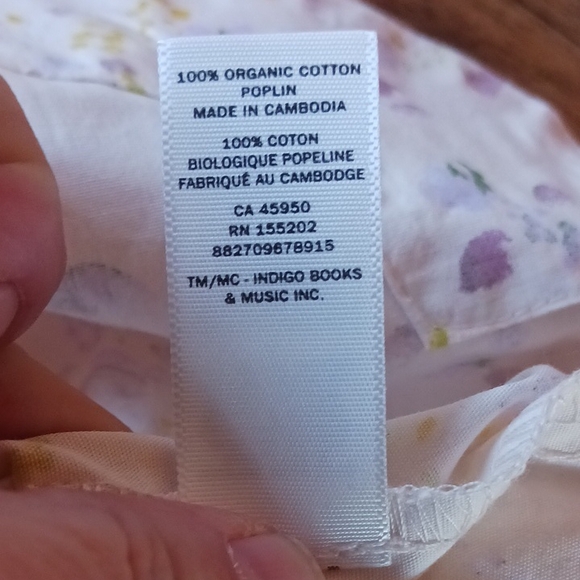 100% ORGANIC COTTON
POPLIN
MADE IN CAMBODIA
100% COTON
BIOLOGIQUE POPELINE
FABRIQUÉ AU CAMBODGE
CA 45950
RN 155202
882709678915
TM/MC - INDIGO BOOKS
& MUSIC INC.